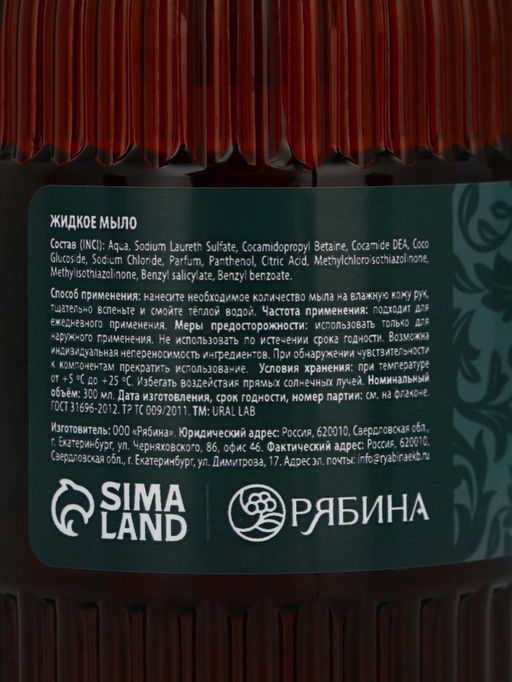 ЖИДКОЕ МЫЛО
Состав (INCI): Aqua, Sodium Laureth Sulfate, Cocamidopropyl Betaine, Cocamide DEA, Coco
Glucoside, Sodium Chloride, Parfum, Panthenol, Citric Acid, Methylchloroisothiazolinone,
Methylisothiazolinone, Benzyl salicylate, Benzyl benzoate.
Способ применения: нанесите необходимое количество мыла на влажную кожу рук,
тщательно вспеньте и смойте тёплой водой. Частота применения: подходит для
ежедневного применения. Меры предосторожности: использовать только для
наружного применения. Не использовать по истечении срока годности. Возможна
индивидуальная непереносимость ингредиентов. При обнаружении чувствительности
к компонентам прекратить использование. Условия хранения: при температуре
от +5 ºC до +25 ºC. Избегать воздействия прямых солнечных лучей. Номинальный
объём: 300 мл. Дата изготовления, срок годности, номер партии: см. на флаконе.
ГОСТ 31696-2012. ТР ТС 009/2011. ТМ: URAL LAB
Изготовитель: ООО «Рябина». Юридический адрес: Россия, 620010, Свердловская обл.,
г. Екатеринбург, ул. Черняховского, 86, офис 46. Фактический адрес: Россия, 620010,
Свердловская обл., г. Екатеринбург, ул. Димитрова, 17. Адрес эл. почты: info@ryabinaekb.ru
SIMA
LAND
РЯБИНА